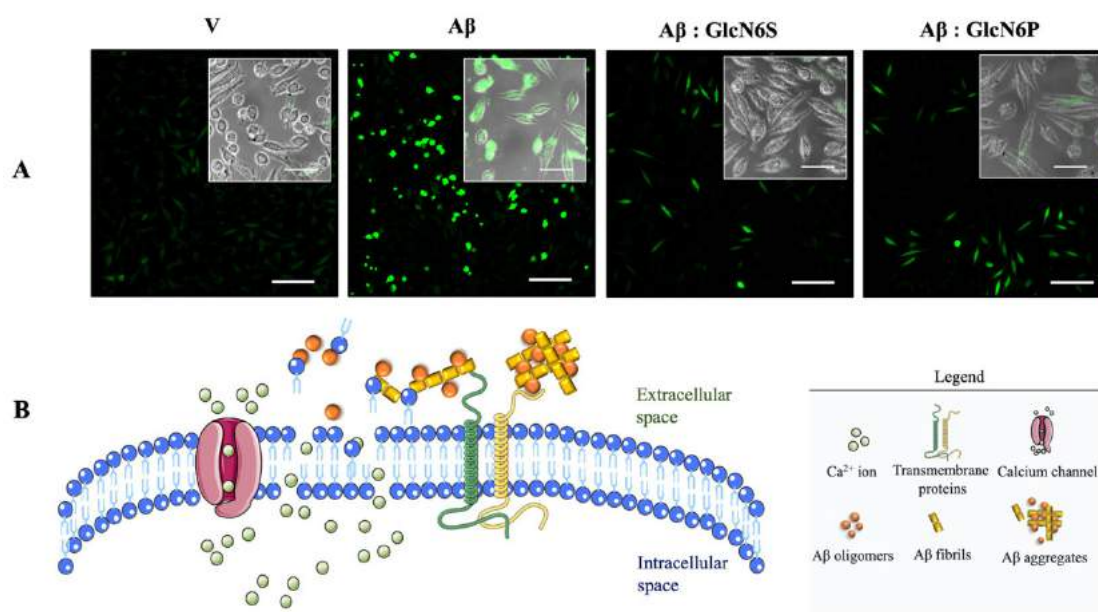 V
Aβ
Aβ : GlcN6S
Aβ : GlcN6P
A
B
Extracellular
space
Intracellular
space
Legend
Ca²⁺ ion
Transmembrane
proteins
Calcium channel
Aβ oligomers
Aβ fibrils
Aβ aggregates